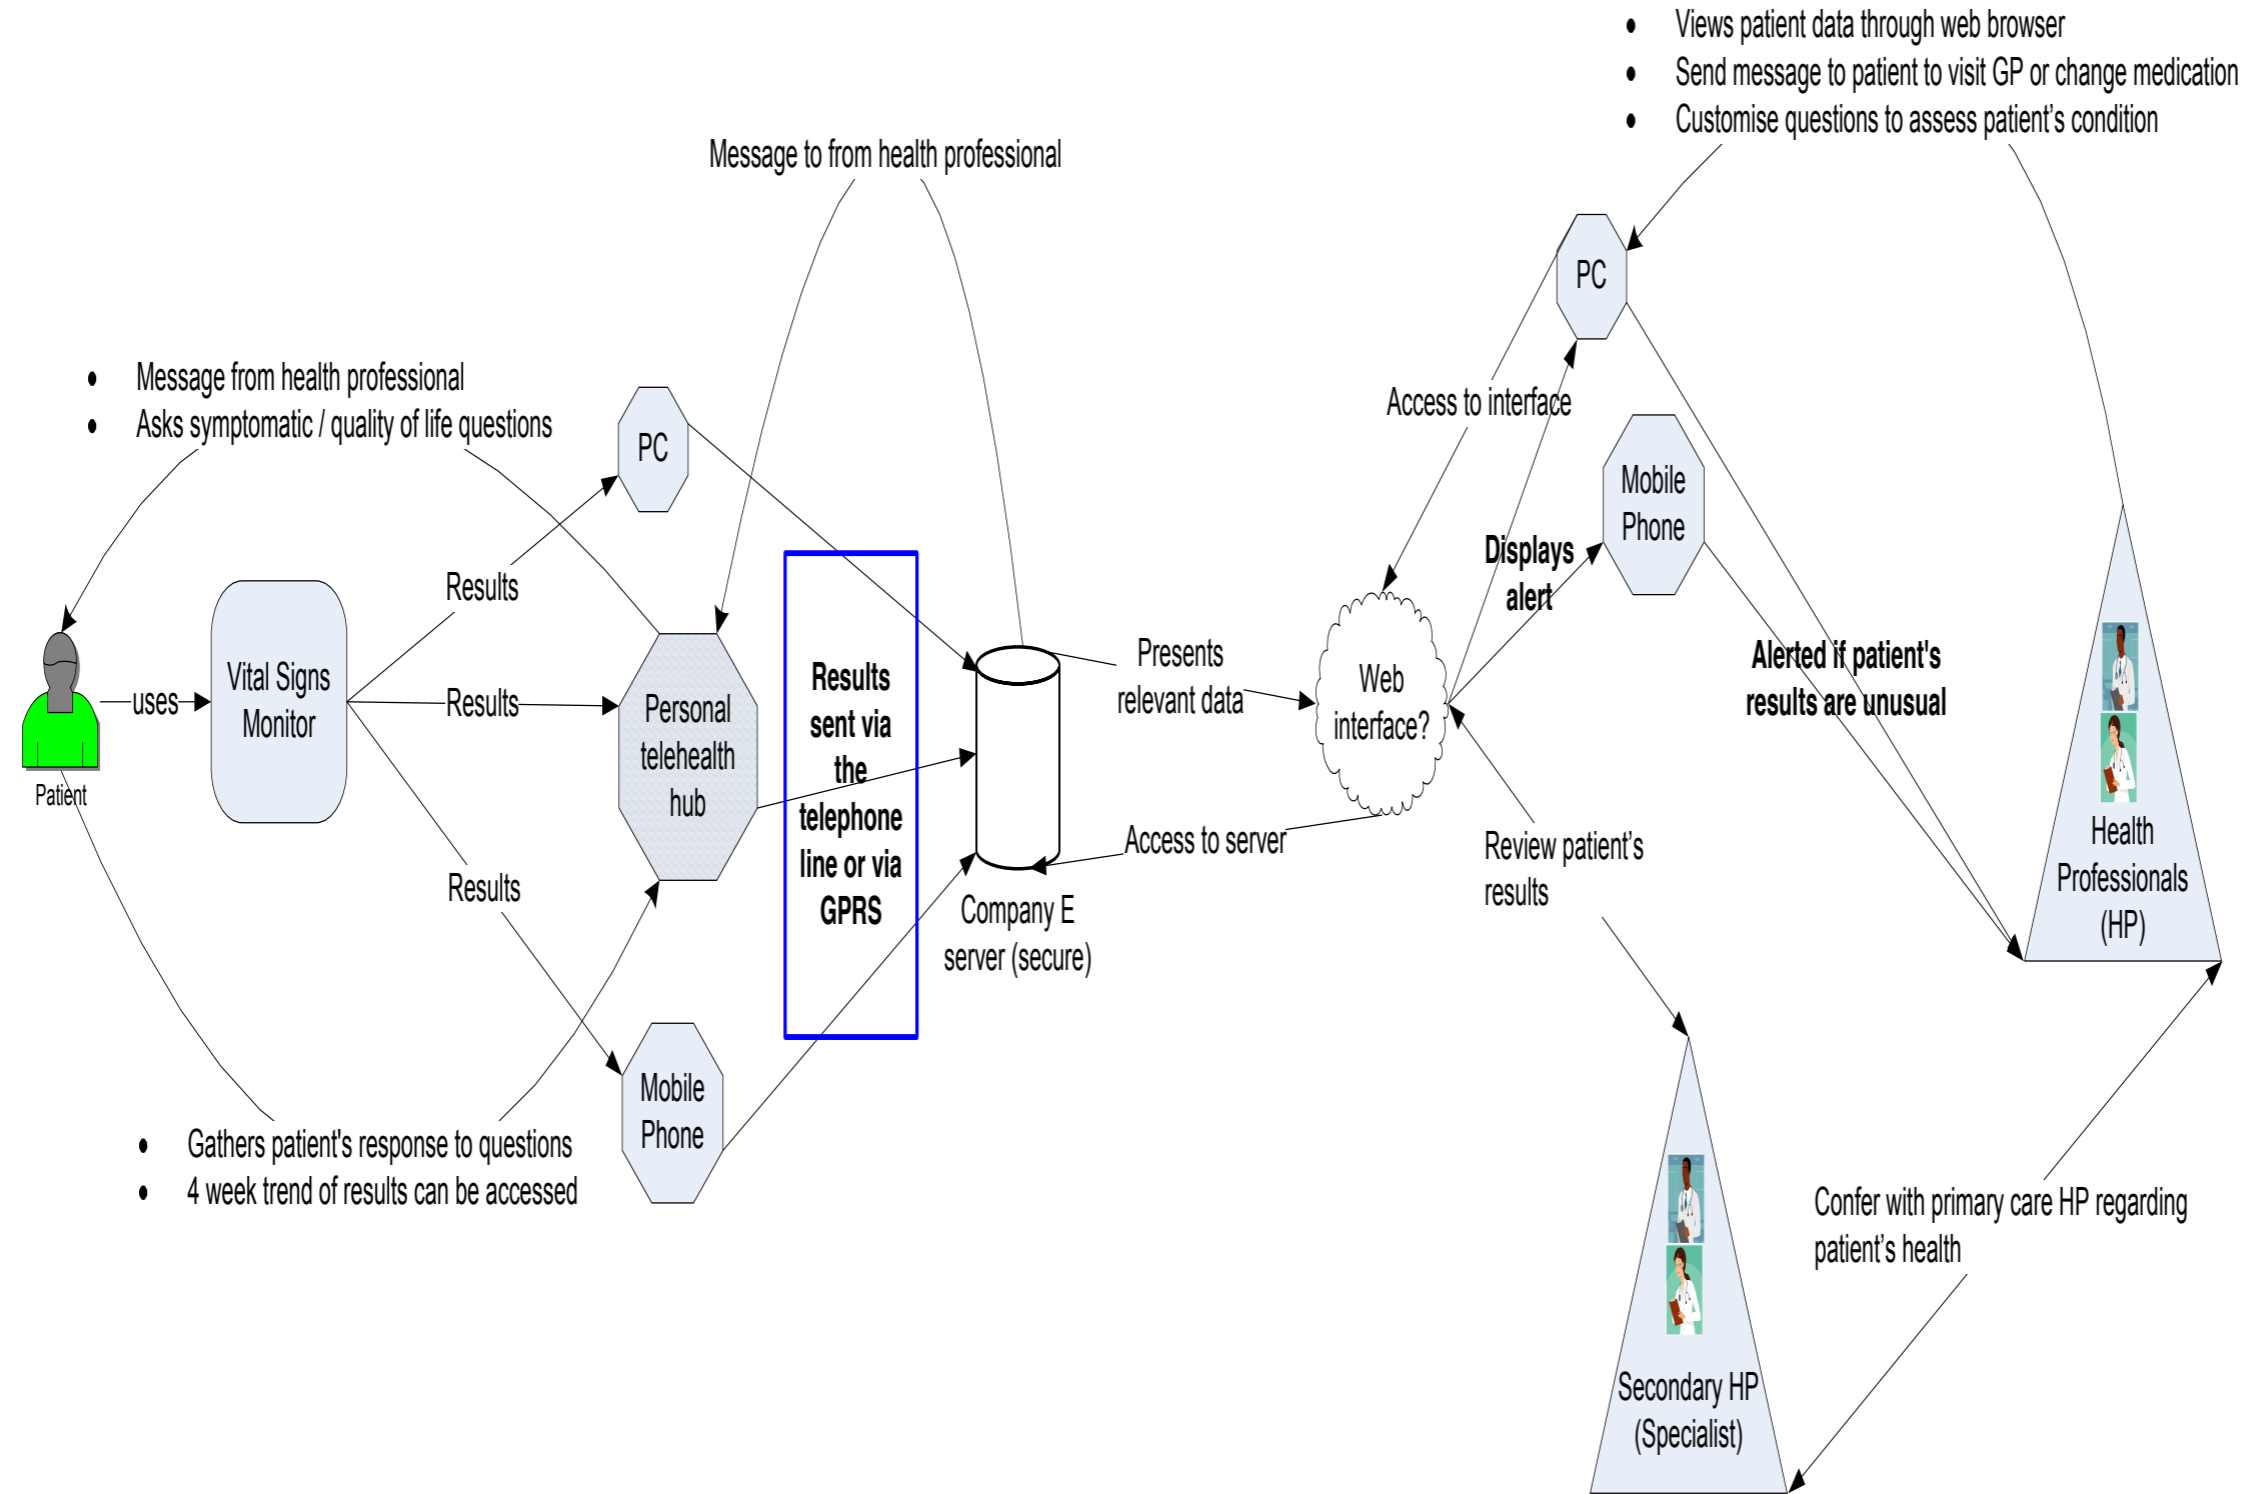 • Views patient data through web browser
• Send message to patient to visit GP or change medication
• Customise questions to assess patient's condition
Message to from health professional
• Message from health professional
• Asks symptomatic / quality of life questions
PC
PC
Access to interface
Mobile
Phone
Displays
alert
Results
Alerted if patient's
results are unusual
Patient
uses
Vital Signs
Monitor
Results
Personal
telehealth
hub
Results
sent via
the
telephone
line or via
GPRS
Presents
relevant data
Web
interface?
Access to server
Company E
server (secure)
Review patient's
results
Health
Professionals
(HP)
Results
Mobile
Phone
• Gathers patient's response to questions
• 4 week trend of results can be accessed
Confer with primary care HP regarding
patient's health
Secondary HP
(Specialist)